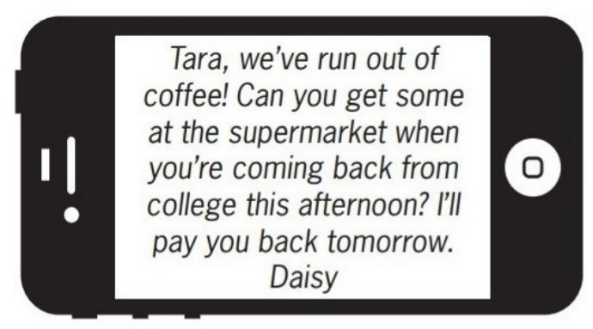 Tara, we've run out of
coffee! Can you get some
at the supermarket when
you're coming back from
college this afternoon? I'll
pay you back tomorrow.
Daisy